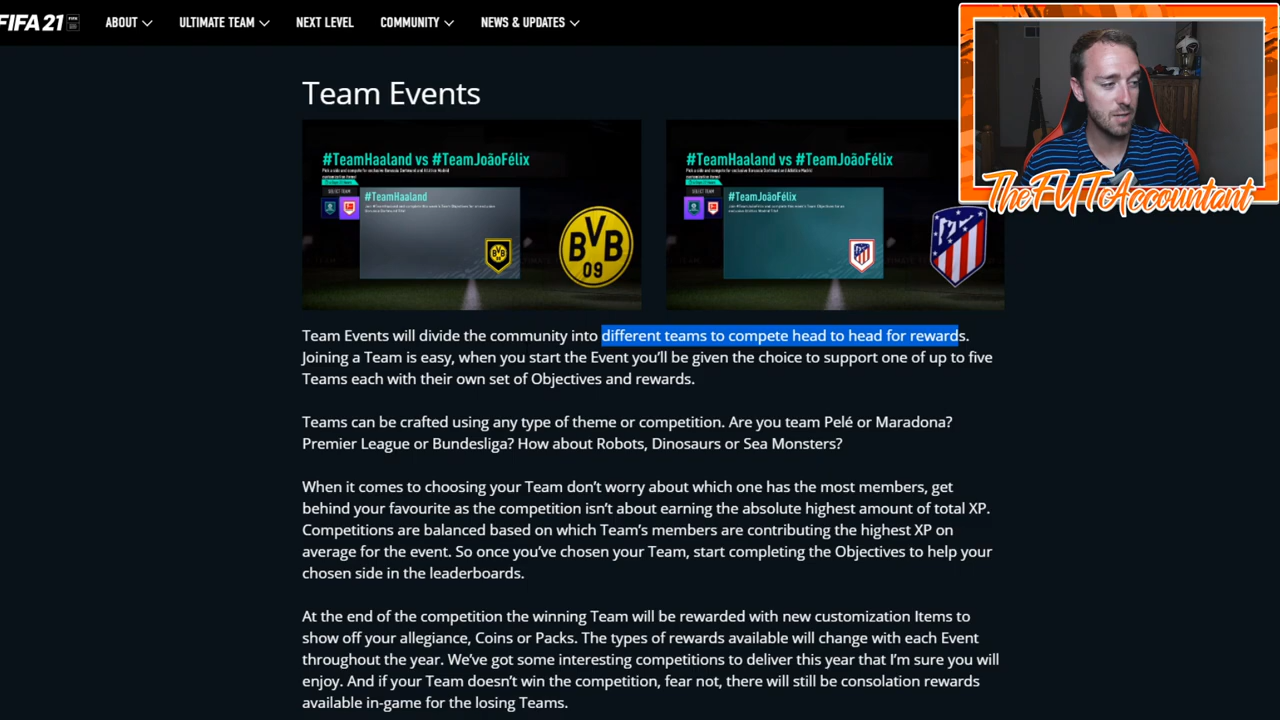 FIFA 21
ABOUT
ULTIMATE TEAM
NEXT LEVEL
COMMUNITY
NEWS & UPDATES
TheFUTAccountant
Team Events
#TeamHaaland vs #TeamJoãoFélix
#TeamHaaland
BVB
09
#TeamHaaland vs #TeamJoãoFélix
#TeamJoãoFélix
Team Events will divide the community into different teams to compete head to head for rewards.
Joining a Team is easy, when you start the Event you'll be given the choice to support one of up to five
Teams each with their own set of Objectives and rewards.
Teams can be crafted using any type of theme or competition. Are you team Pelé or Maradona?
Premier League or Bundesliga? How about Robots, Dinosaurs or Sea Monsters?
When it comes to choosing your Team don't worry about which one has the most members, get
behind your favourite as the competition isn't about earning the absolute highest amount of total XP.
Competitions are balanced based on which Team's members are contributing the highest XP on
average for the event. So once you've chosen your Team, start completing the Objectives to help your
chosen side in the leaderboards.
At the end of the competition the winning Team will be rewarded with new customization Items to
show off your allegiance, Coins or Packs. The types of rewards available will change with each Event
throughout the year. We've got some interesting competitions to deliver this year that I'm sure you will
enjoy. And if your Team doesn't win the competition, fear not, there will still be consolation rewards
available in-game for the losing Teams.